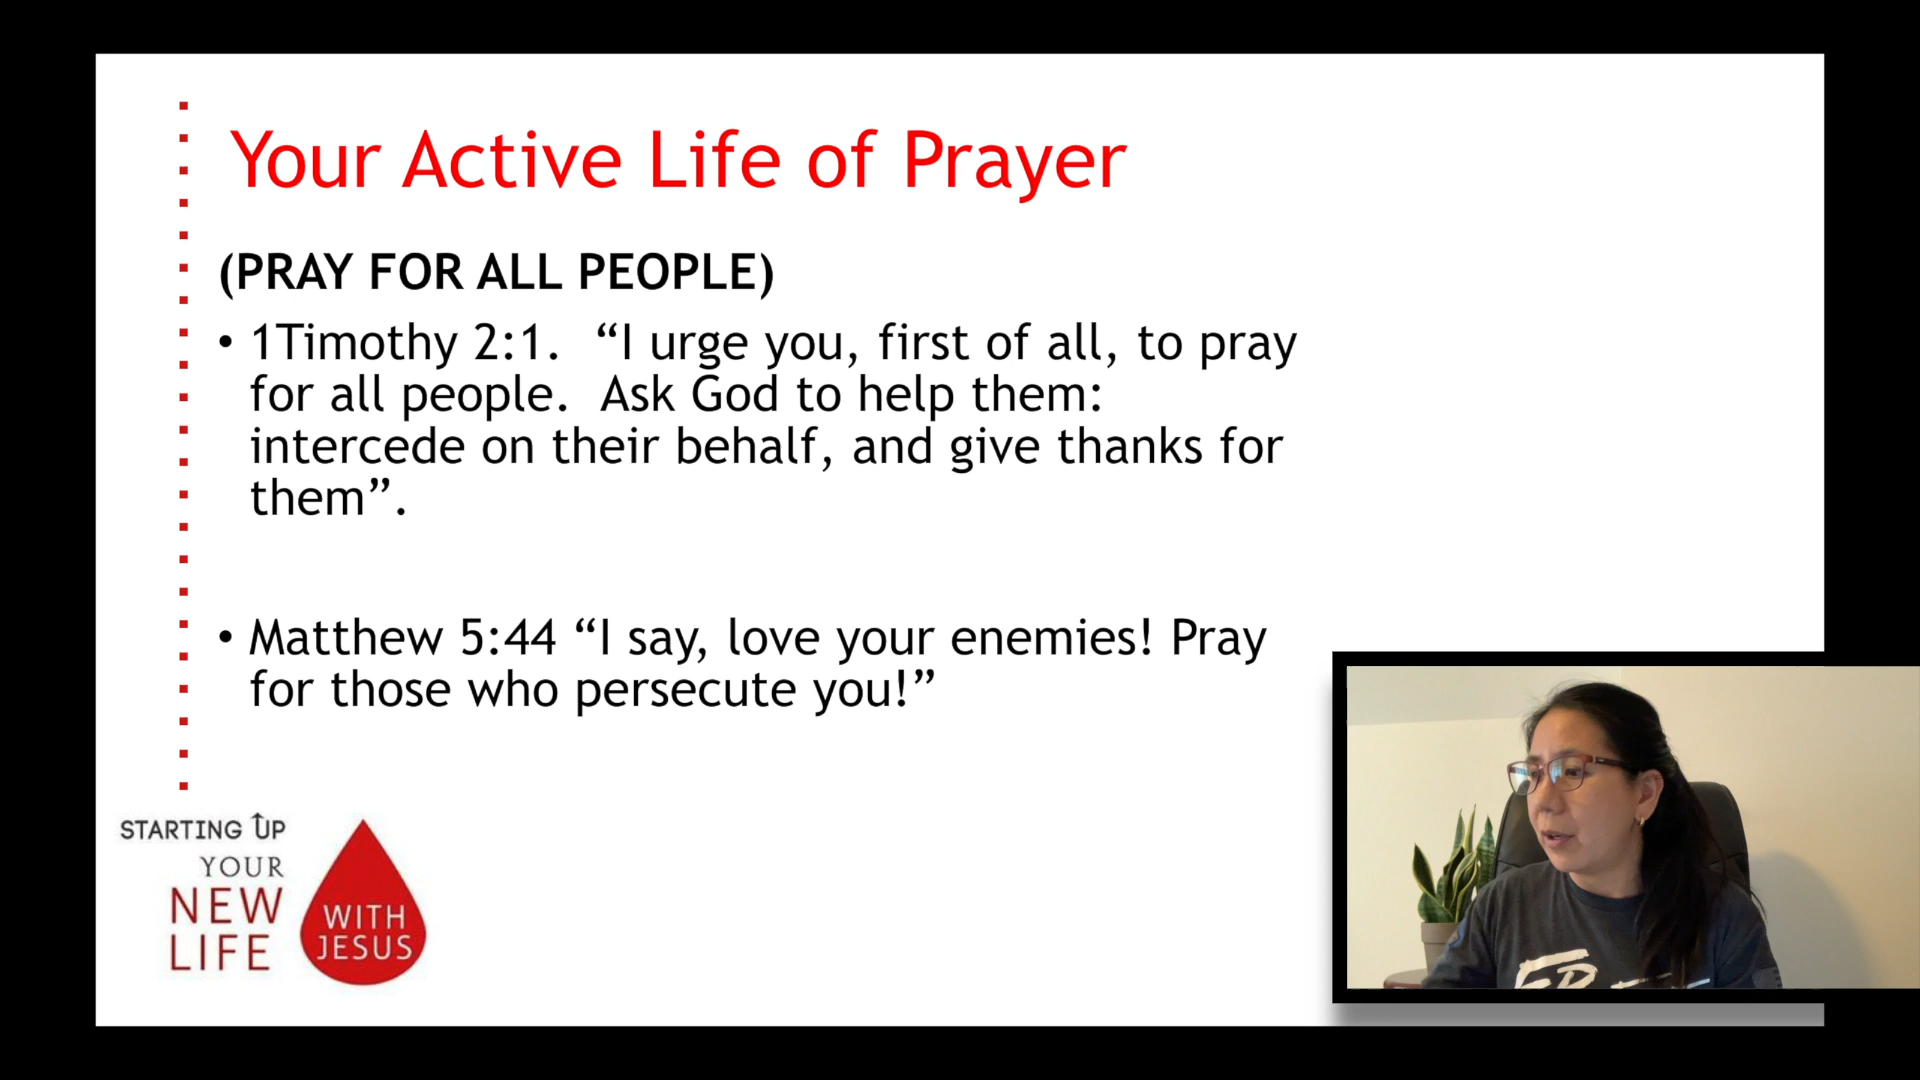 Your Active Life of Prayer
(PRAY FOR ALL PEOPLE)
• 1Timothy 2:1.  “I urge you, first of all, to pray
for all people.  Ask God to help them:
intercede on their behalf, and give thanks for
them”.
• Matthew 5:44 “I say, love your enemies! Pray
for those who persecute you!”
STARTING UP
YOUR
NEW
LIFE
WITH
JESUS